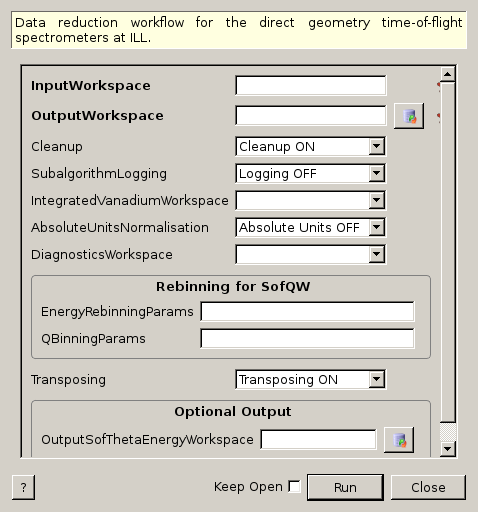 Data reduction workflow for the direct geometry time-of-flight
spectrometers at ILL.
InputWorkspace
OutputWorkspace
Cleanup Cleanup ON
SubalgorithmLogging Logging OFF
IntegratedVanadiumWorkspace
AbsoluteUnitsNormalisation Absolute Units OFF
DiagnosticsWorkspace
Rebinning for SofQW
EnergyRebinningParams
QBinningParams
Transposing Transposing ON
Optional Output
OutputSofThetaEnergyWorkspace
? Keep Open Run Close